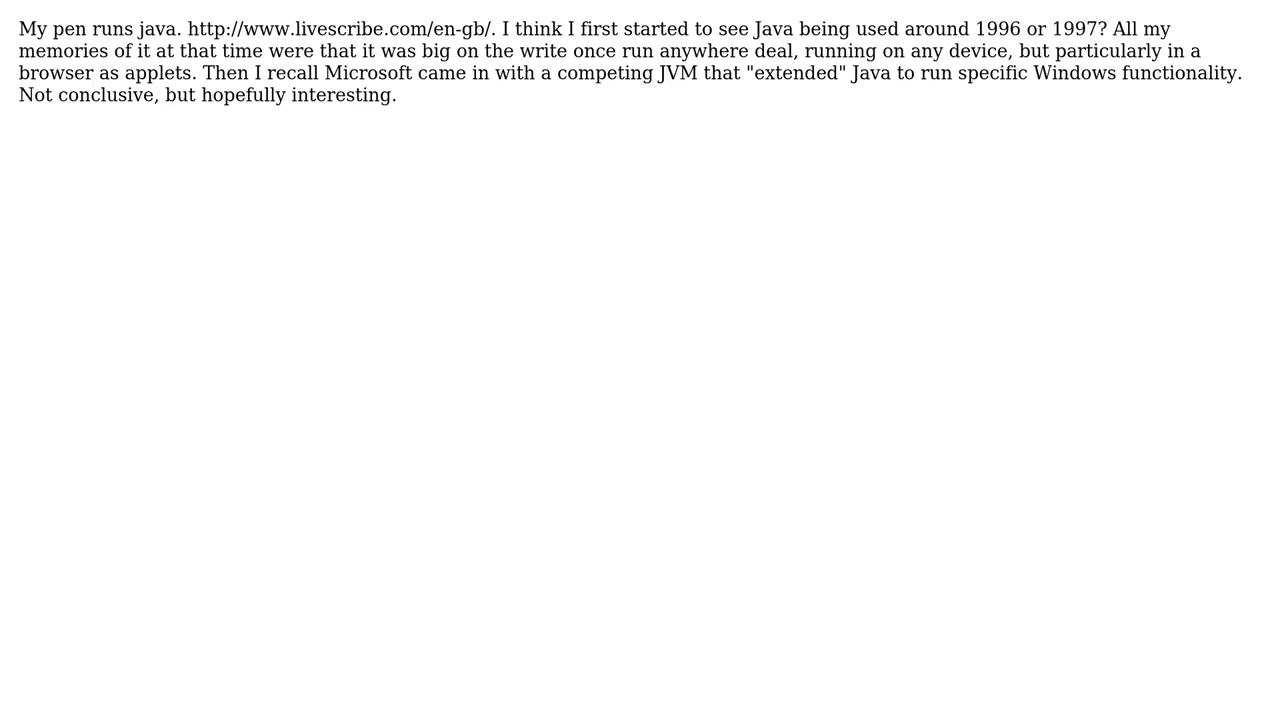 My pen runs java. http://www.livescribe.com/en-gb/. I think I first started to see Java being used around 1996 or 1997? All my
memories of it at that time were that it was big on the write once run anywhere deal, running on any device, but particularly in a
browser as applets. Then I recall Microsoft came in with a competing JVM that "extended" Java to run specific Windows functionality.
Not conclusive, but hopefully interesting.